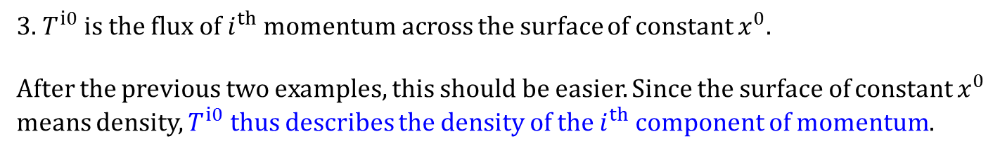 3. T^{i0} is the flux of i^{th} momentum across the surface of constant x^0.
After the previous two examples, this should be easier. Since the surface of constant x^0
means density, T^{i0} thus describes the density of the i^{th} component of momentum.